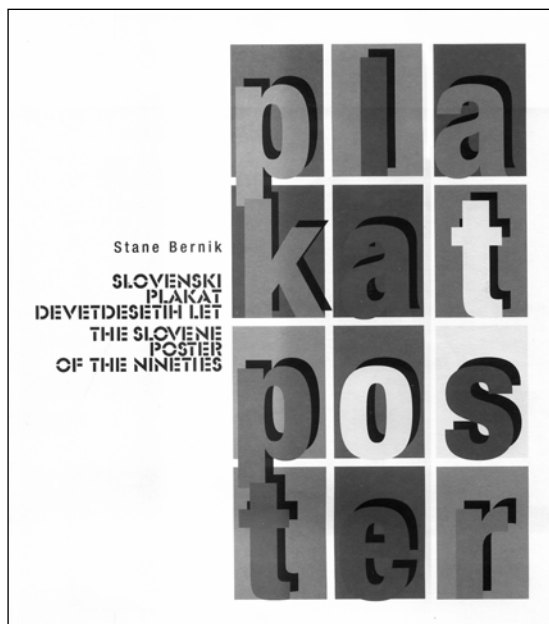 Stane Bernik
SLOVENSKI
PLAKAT
DEVETDESETIH LET
THE SLOVENE
POSTER
OF THE NINETIES
pla
kat
pos
ter